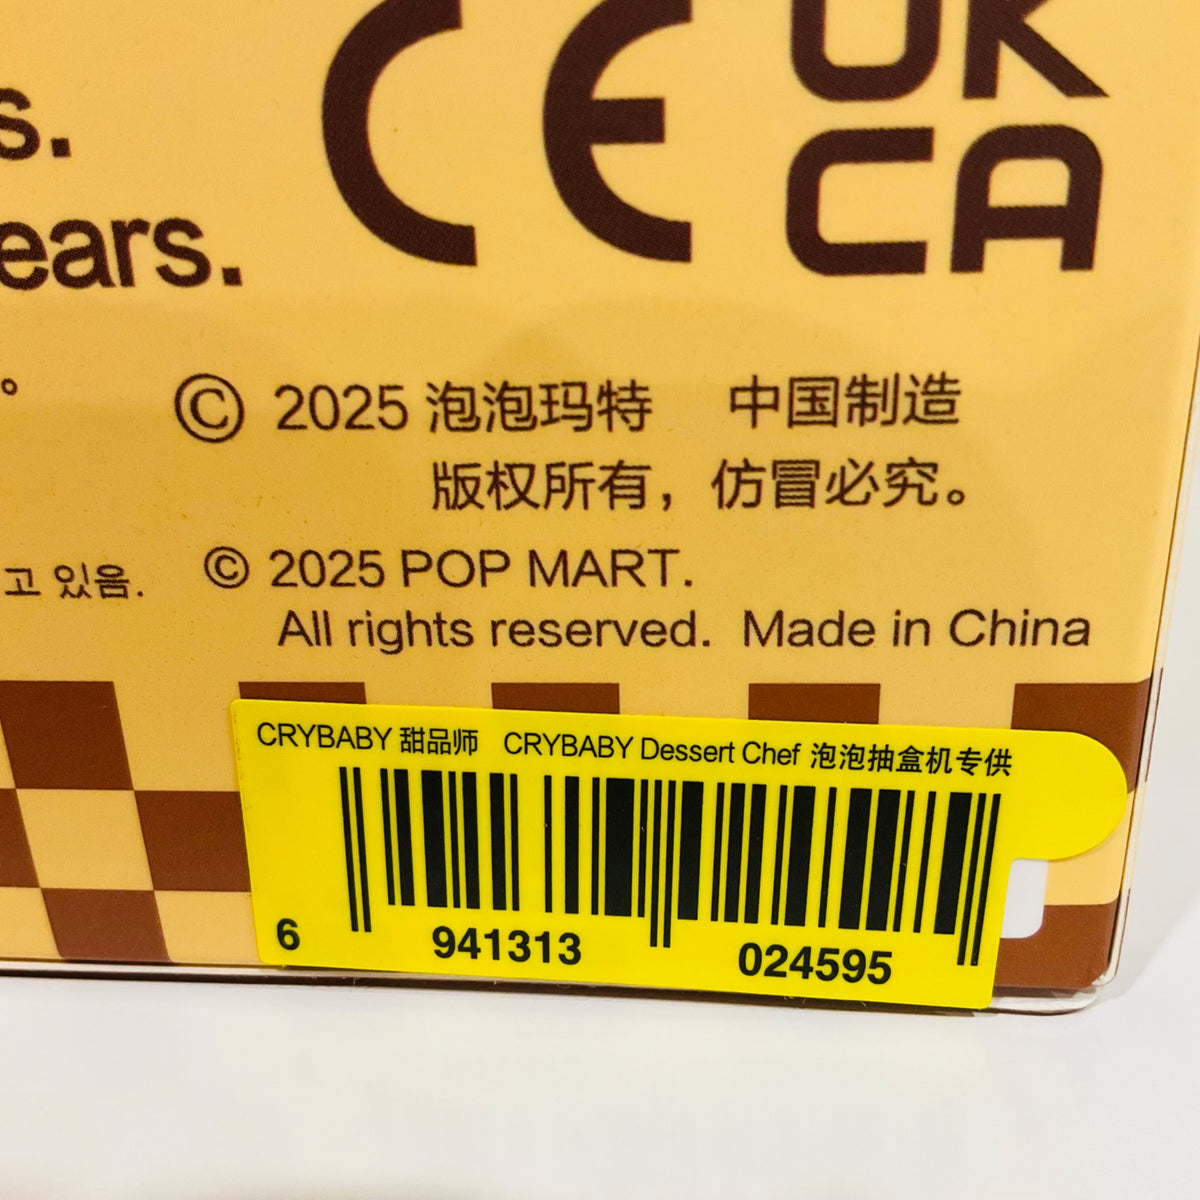 CE
UK
CA
s.
ears.
© 2025 泡泡玛特 中国制造
版权所有，仿冒必究。
고 있음.
© 2025 POP MART.
All rights reserved. Made in China
CRYBABY 甜品师 CRYBABY Dessert Chef 泡泡抽盒机专供
6 941313 024595